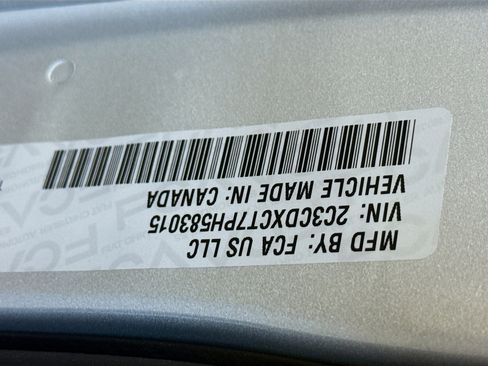 MFD BY: FCA US LLC
VIN: 2C3CDXCT7PH583015
VEHICLE MADE IN: CANADA